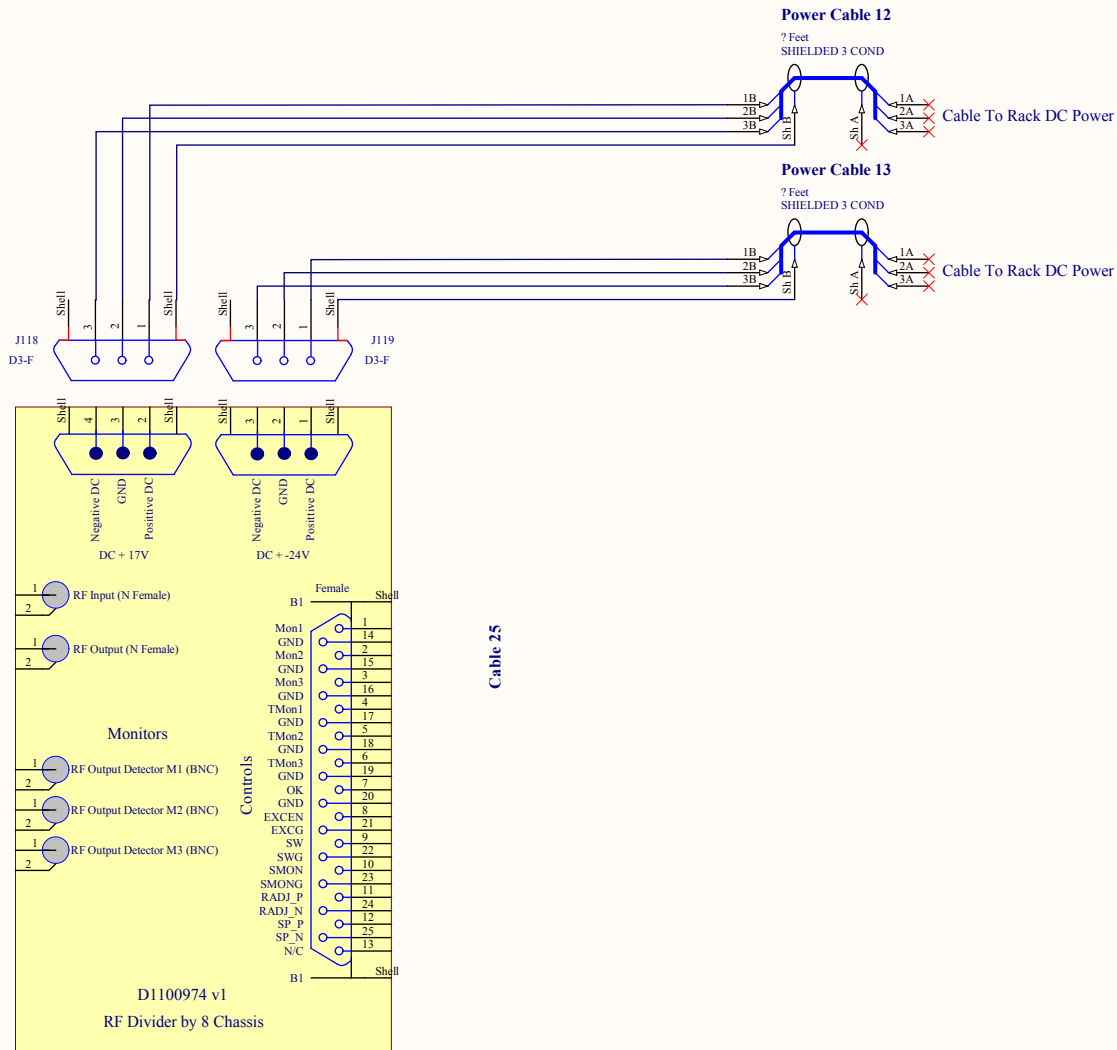 Power Cable 12
? Feet
SHIELDED 3 COND
1B
2B
3B
Sh B
Sh A
1A
2A
3A
Cable To Rack DC Power
Power Cable 13
? Feet
SHIELDED 3 COND
1B
2B
3B
Sh B
Sh A
1A
2A
3A
Cable To Rack DC Power
Shell
3
2
1
Shell
J118
D3-F
Shell
3
2
1
Shell
J119
D3-F
Shell
4
3
2
Shell
Negative DC
GND
Posittive DC
DC + 17V
Shell
3
2
1
Shell
Negative DC
GND
Posittive DC
DC + -24V
1
2
RF Input (N Female)
1
2
RF Output (N Female)
Monitors
1
2
RF Output Detector M1 (BNC)
1
2
RF Output Detector M2 (BNC)
1
2
RF Output Detector M3 (BNC)
Controls
Female
B1 Shell
Mon1 1
GND 14
Mon2 2
GND 15
Mon3 3
GND 16
TMon1 4
GND 17
TMon2 5
GND 18
TMon3 6
GND 19
OK 7
GND 20
EXCEN 8
EXCG 21
SW 9
SWG 22
SMON 10
SMONG 23
RADJ_P 11
RADJ_N 24
SP_P 12
SP_N 25
N/C 13
B1 Shell
Cable 25
D1100974 v1
RF Divider by 8 Chassis